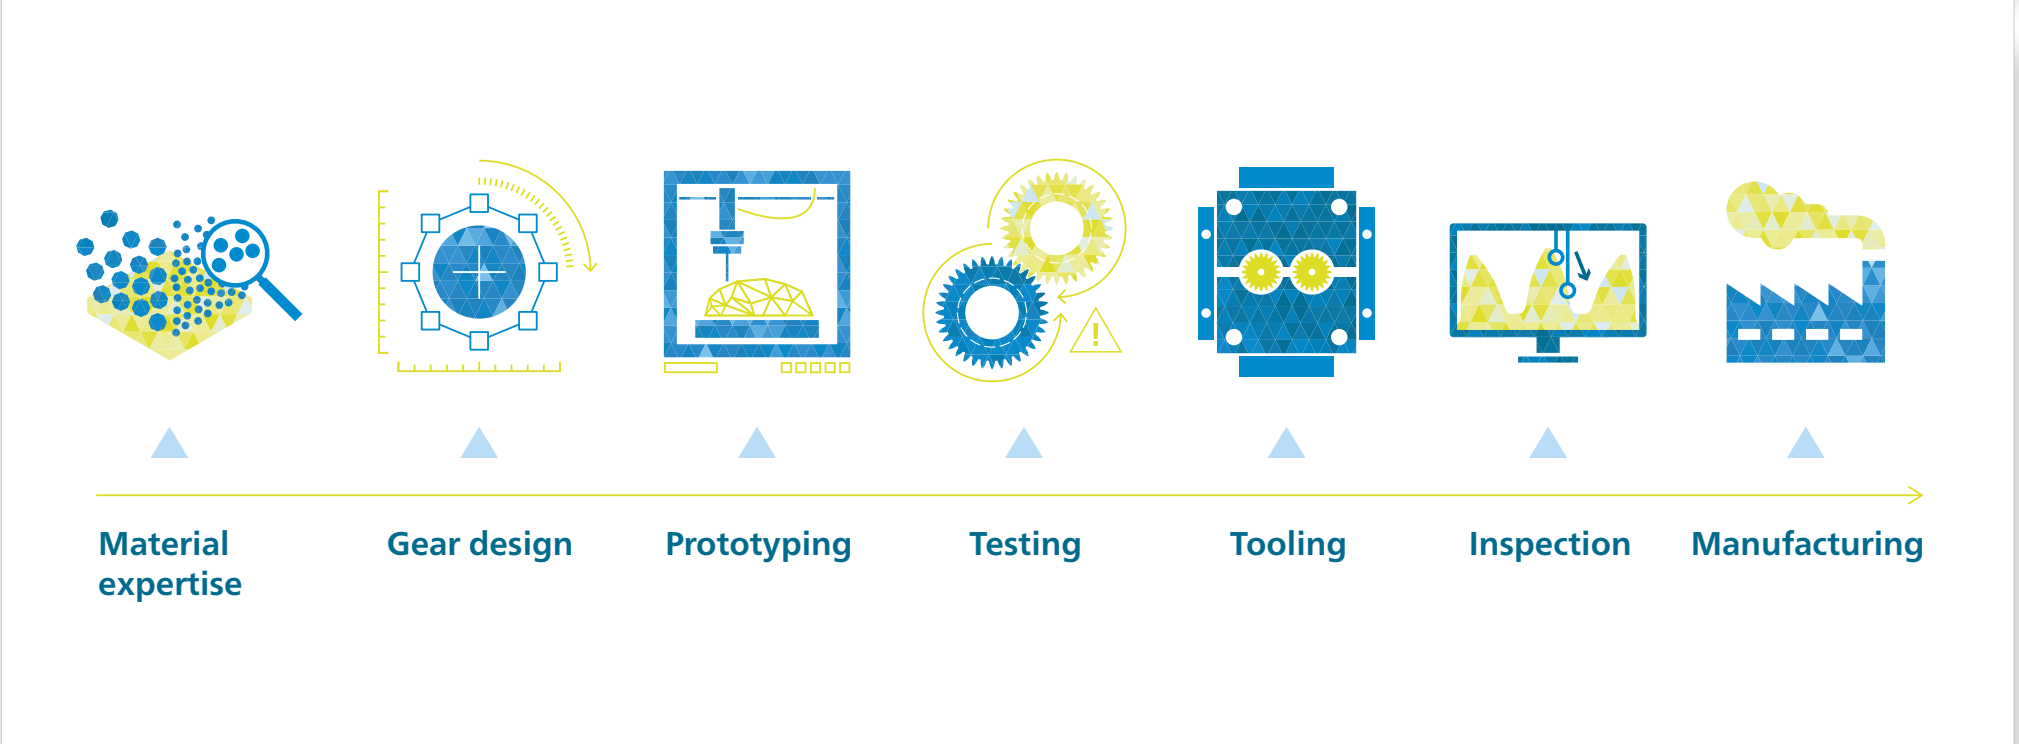 !
Material
expertise
Gear design
Prototyping
Testing
Tooling
Inspection
Manufacturing